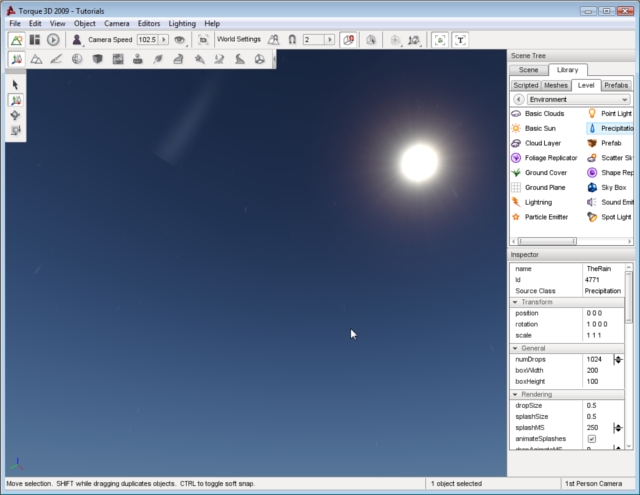 Torque 3D 2009 - Tutorials
File Edit View Object Camera Editors Lighting Help
Camera Speed 102.5 World Settings 2
Scene Tree
Scene Library
Scripted Meshes Level Prefabs
Environment
Basic Clouds Point Light
Basic Sun Precipitatio
Cloud Layer Prefab
Foliage Replicator Scatter Sky
Ground Cover Shape Rep
Ground Plane Sky Box
Lightning Sound Emit
Particle Emitter Spot Light
Inspector
name TheRain
Id 4771
Source Class Precipitation
Transform
position 0 0 0
rotation 1 0 0 0
scale 1 1 1
General
numDrops 1024
boxWidth 200
boxHeight 100
Rendering
dropSize 0.5
splashSize 0.5
splashMS 250
animateSplashes
dropAnimateMS 0
Move selection. SHIFT while dragging duplicates objects. CTRL to toggle soft snap. 1 object selected 1st Person Camera